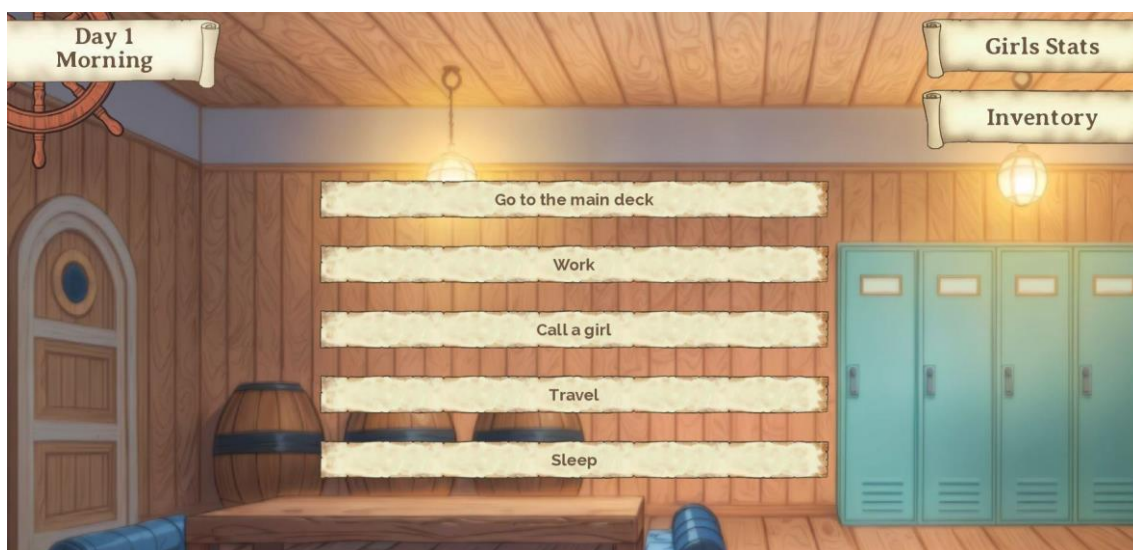 Day 1
Morning
Girls Stats
Inventory
Go to the main deck
Work
Call a girl
Travel
Sleep